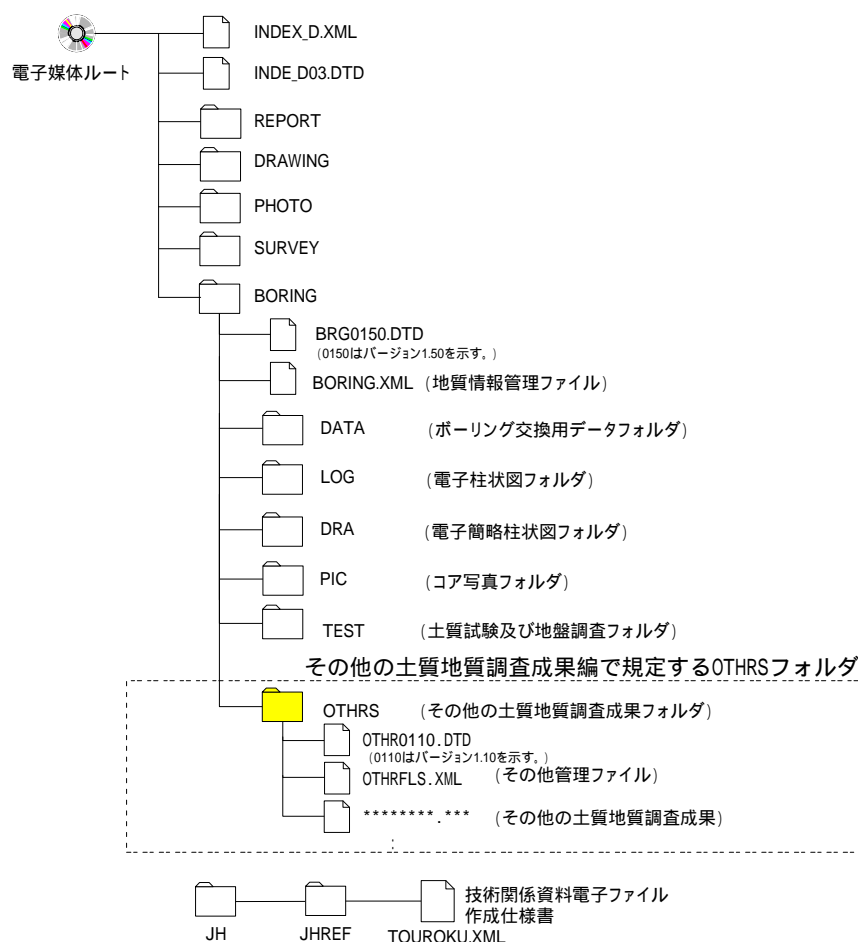 INDEX_D.XML
電子媒体ルート
INDE_D03.DTD
REPORT
DRAWING
PHOTO
SURVEY
BORING
BRG0150.DTD
(0150はバージョン1.50を示す。)
BORING.XML (地質情報管理ファイル)
DATA (ボーリング交換用データフォルダ)
LOG (電子柱状図フォルダ)
DRA (電子簡略柱状図フォルダ)
PIC (コア写真フォルダ)
TEST (土質試験及び地盤調査フォルダ)
その他の土質地質調査成果編で規定するOTHRSフォルダ
OTHRS (その他の土質地質調査成果フォルダ)
OTHR0110.DTD
(0110はバージョン1.10を示す。)
OTHRFLS.XML (その他管理ファイル)
********.*** (その他の土質地質調査成果)
:
技術関係資料電子ファイル
作成仕様書
JH JHREF TOUROKU.XML